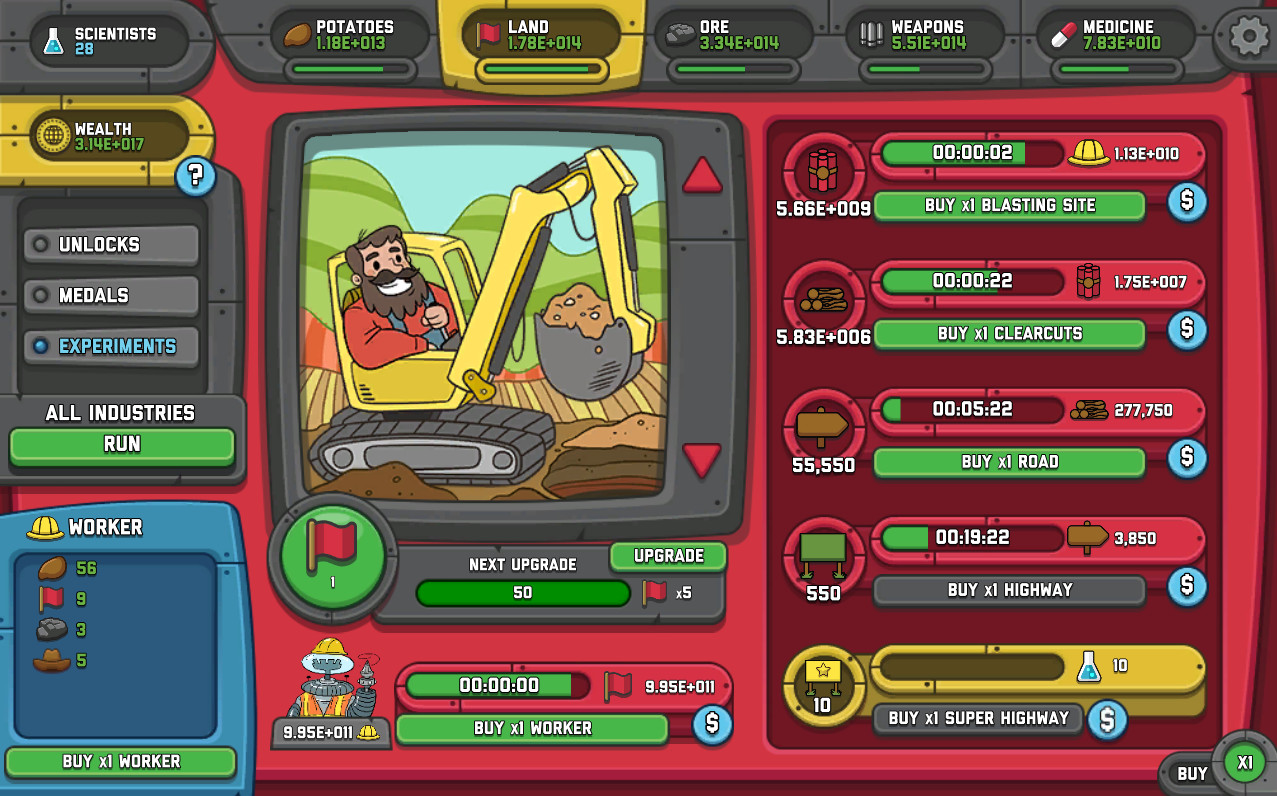 SCIENTISTS
28
POTATOES
1.18E+013
LAND
1.78E+014
ORE
3.34E+014
WEAPONS
5.51E+014
MEDICINE
7.83E+010
WEALTH
3.14E+017
?
UNLOCKS
MEDALS
EXPERIMENTS
ALL INDUSTRIES
RUN
WORKER
56
9
3
5
BUY x1 WORKER
1
NEXT UPGRADE
UPGRADE
50
x5
00:00:00
9.95E+011
9.95E+011
BUY x1 WORKER
$
00:00:02
1.13E+010
5.66E+009
BUY x1 BLASTING SITE
$
00:00:22
1.75E+007
5.83E+006
BUY x1 CLEARCUTS
$
00:05:22
277,750
55,550
BUY x1 ROAD
$
00:19:22
3,850
550
BUY x1 HIGHWAY
$
10
10
BUY x1 SUPER HIGHWAY
$
BUY
X1